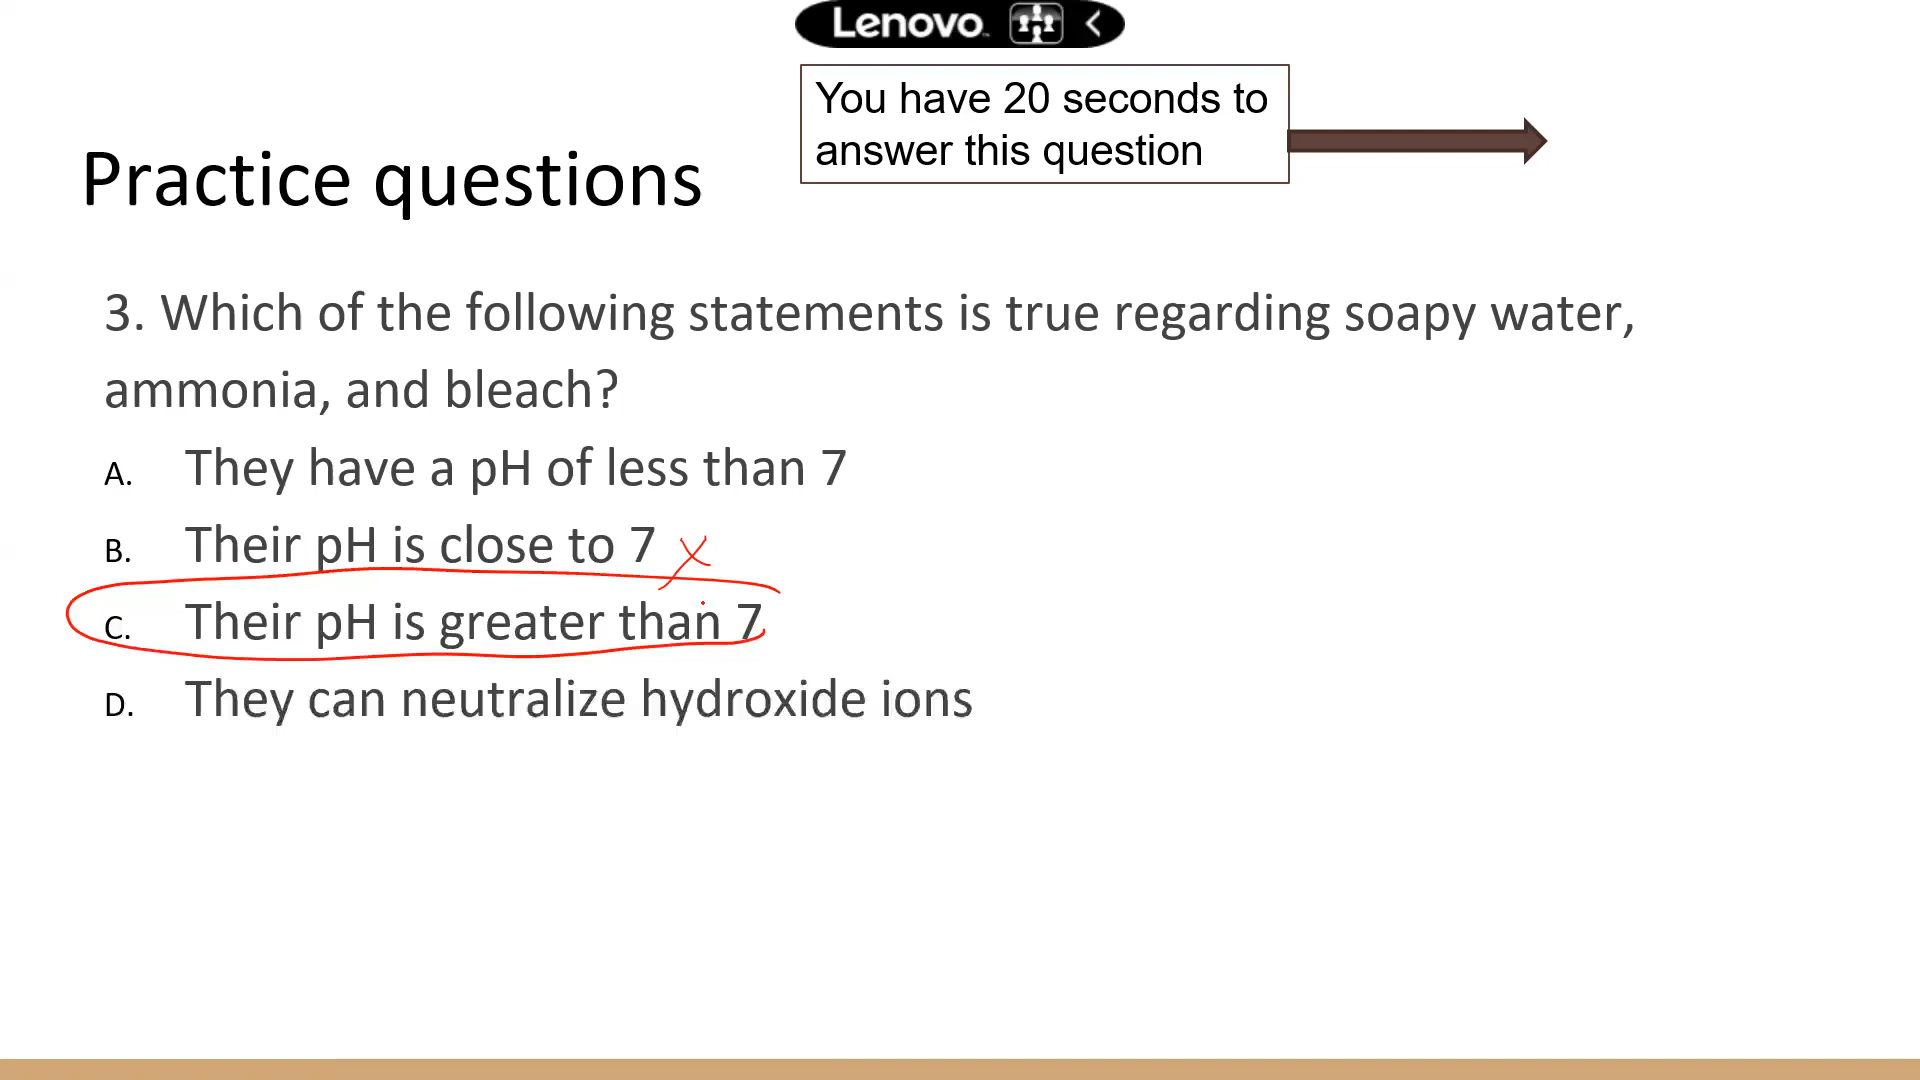 Lenovo
You have 20 seconds to
answer this question
Practice questions
3. Which of the following statements is true regarding soapy water,
ammonia, and bleach?
A. They have a pH of less than 7
B. Their pH is close to 7 X
C. Their pH is greater than 7
D. They can neutralize hydroxide ions